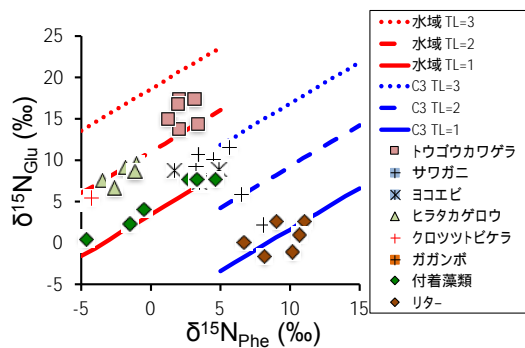 25
20
15
10
5
0
-5
-5
0
5
10
15
δ15NGlu (‰)
δ15NPhe (‰)
水域 TL=3
水域 TL=2
水域 TL=1
C3 TL=3
C3 TL=2
C3 TL=1
トウゴウカワゲラ
サワガニ
ヨコエビ
ヒラタカゲロウ
クロツツトビケラ
ガガンボ
付着藻類
リター